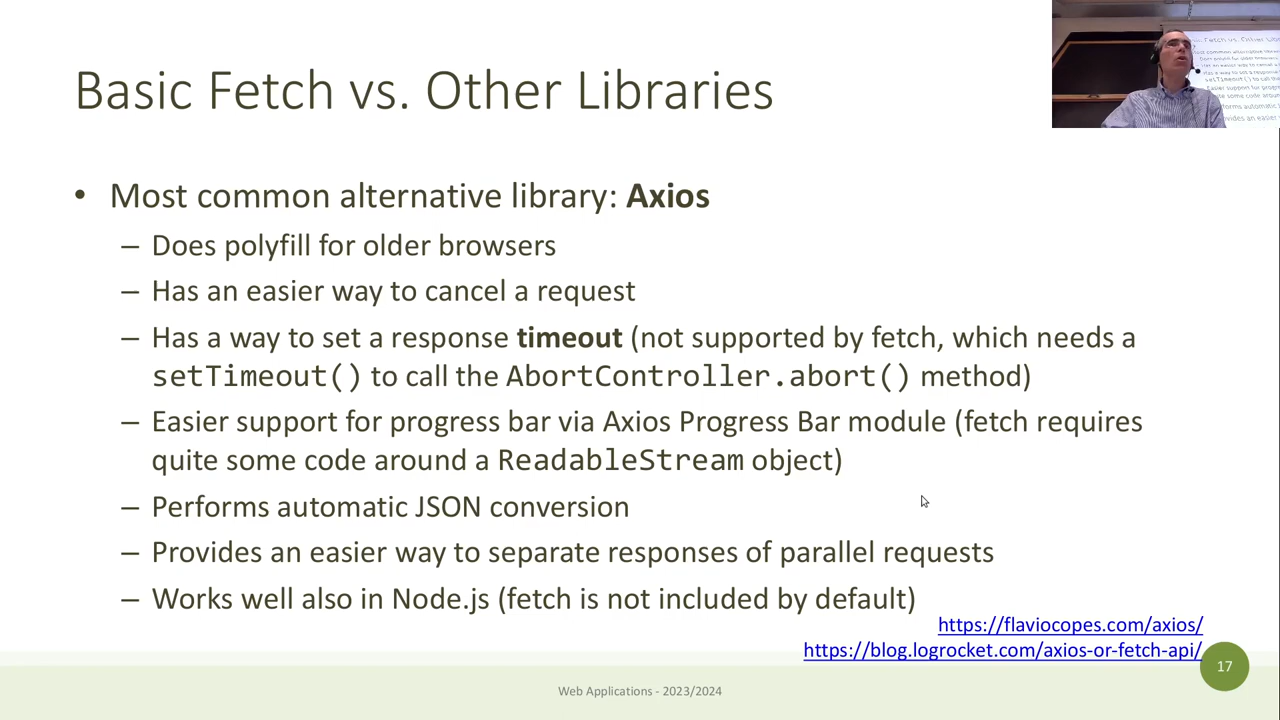 Basic Fetch vs. Other Libraries
• Most common alternative library: Axios
– Does polyfill for older browsers
– Has an easier way to cancel a request
– Has a way to set a response timeout (not supported by fetch, which needs a
setTimeout() to call the AbortController.abort() method)
– Easier support for progress bar via Axios Progress Bar module (fetch requires
quite some code around a ReadableStream object)
– Performs automatic JSON conversion
– Provides an easier way to separate responses of parallel requests
– Works well also in Node.js (fetch is not included by default)
https://flaviocopes.com/axios/
https://blog.logrocket.com/axios-or-fetch-api/
17
Web Applications - 2023/2024